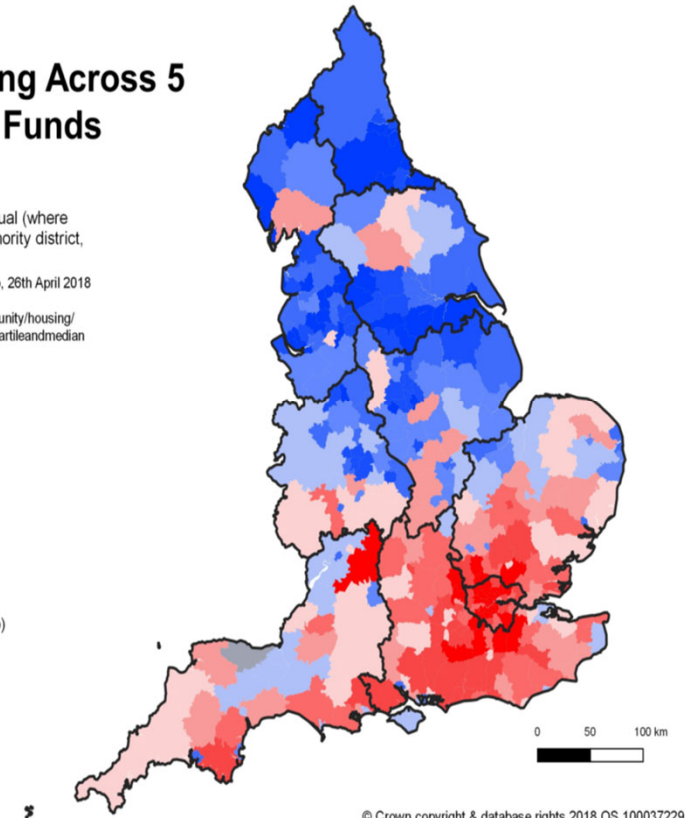 ng Across 5
Funds
ual (where
nority district,
, 26th April 2018
unity/housing/
artileandmedian
)
0 50 100 km
© Crown copyright & database rights 2018 OS 100037229